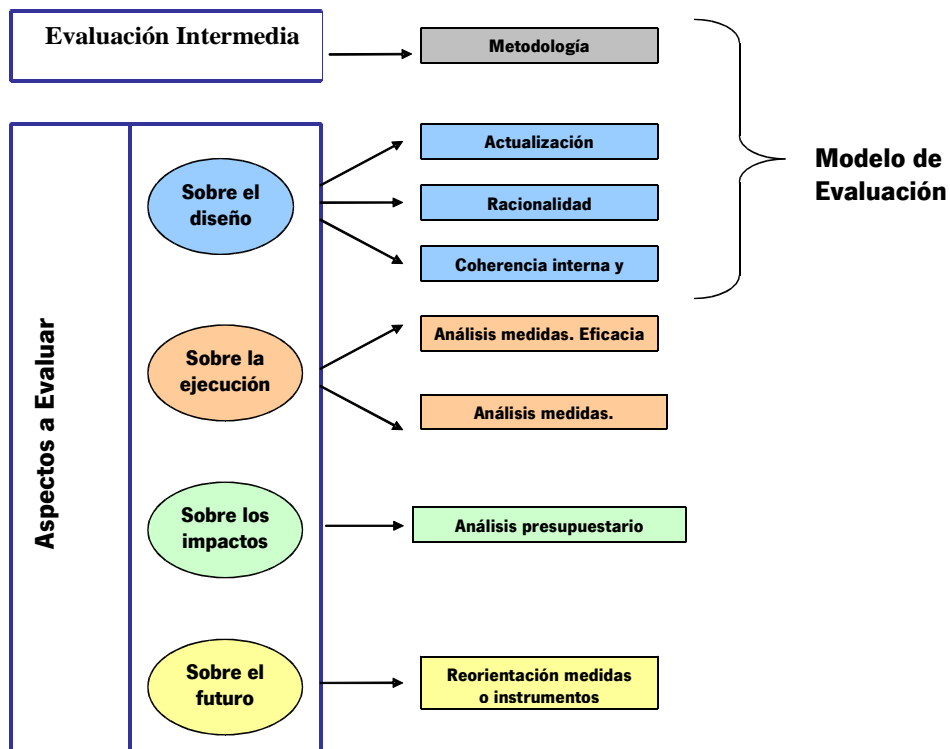 Evaluación Intermedia
Metodología
Modelo de
Evaluación
Aspectos a Evaluar
Sobre el
diseño
Actualización
Racionalidad
Coherencia interna y
Sobre la
ejecución
Análisis medidas. Eficacia
Análisis medidas.
Sobre los
impactos
Análisis presupuestario
Sobre el
futuro
Reorientación medidas
o instrumentos